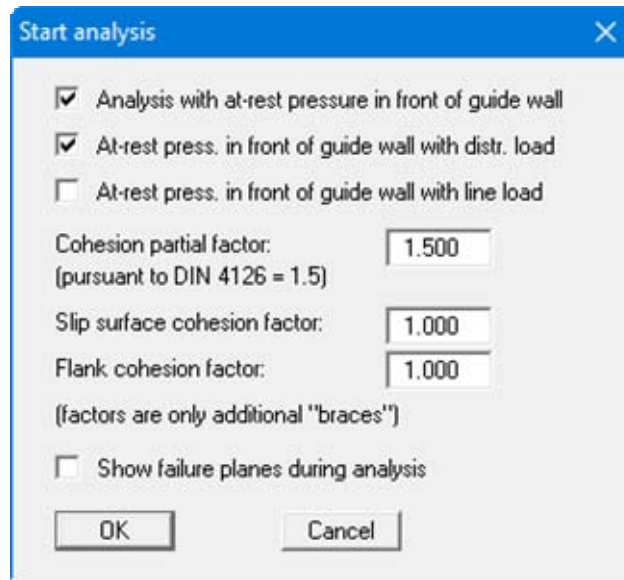 Start analysis
Analysis with at-rest pressure in front of guide wall
At-rest press. in front of guide wall with distr. load
At-rest press. in front of guide wall with line load
Cohesion partial factor: 1.500
(pursuant to DIN 4126 = 1.5)
Slip surface cohesion factor: 1.000
Flank cohesion factor: 1.000
(factors are only additional "braces")
Show failure planes during analysis
OK Cancel